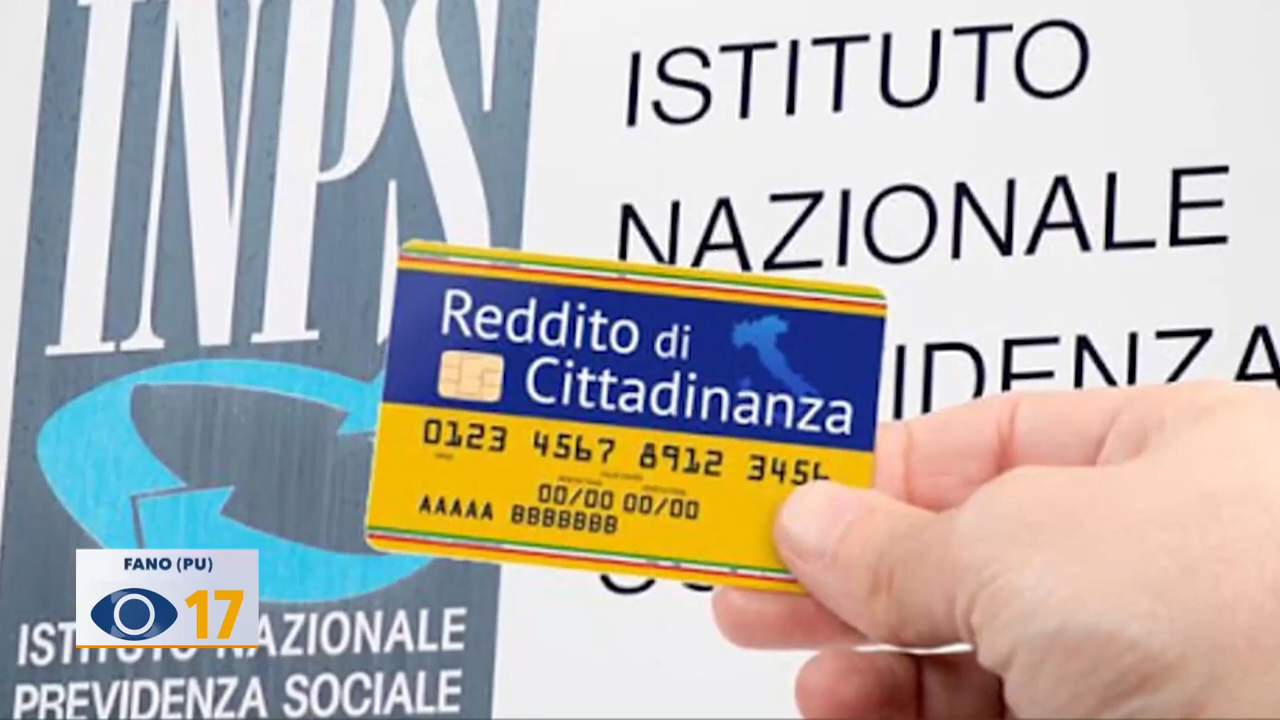 INPS
ISTITUTO
NAZIONALE
IDENZA
Reddito di
Cittadinanza
0123 4567 8912 3456
00/00 00/00
AAAAA BBBBBBB
FANO (PU)
17
ISTITUTO NAZIONALE
PREVIDENZA SOCIALE